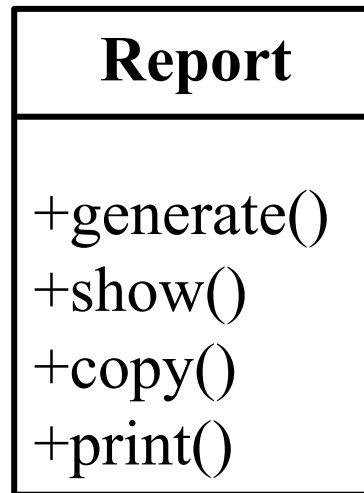 Report
+generate()
+show()
+copy()
+print()